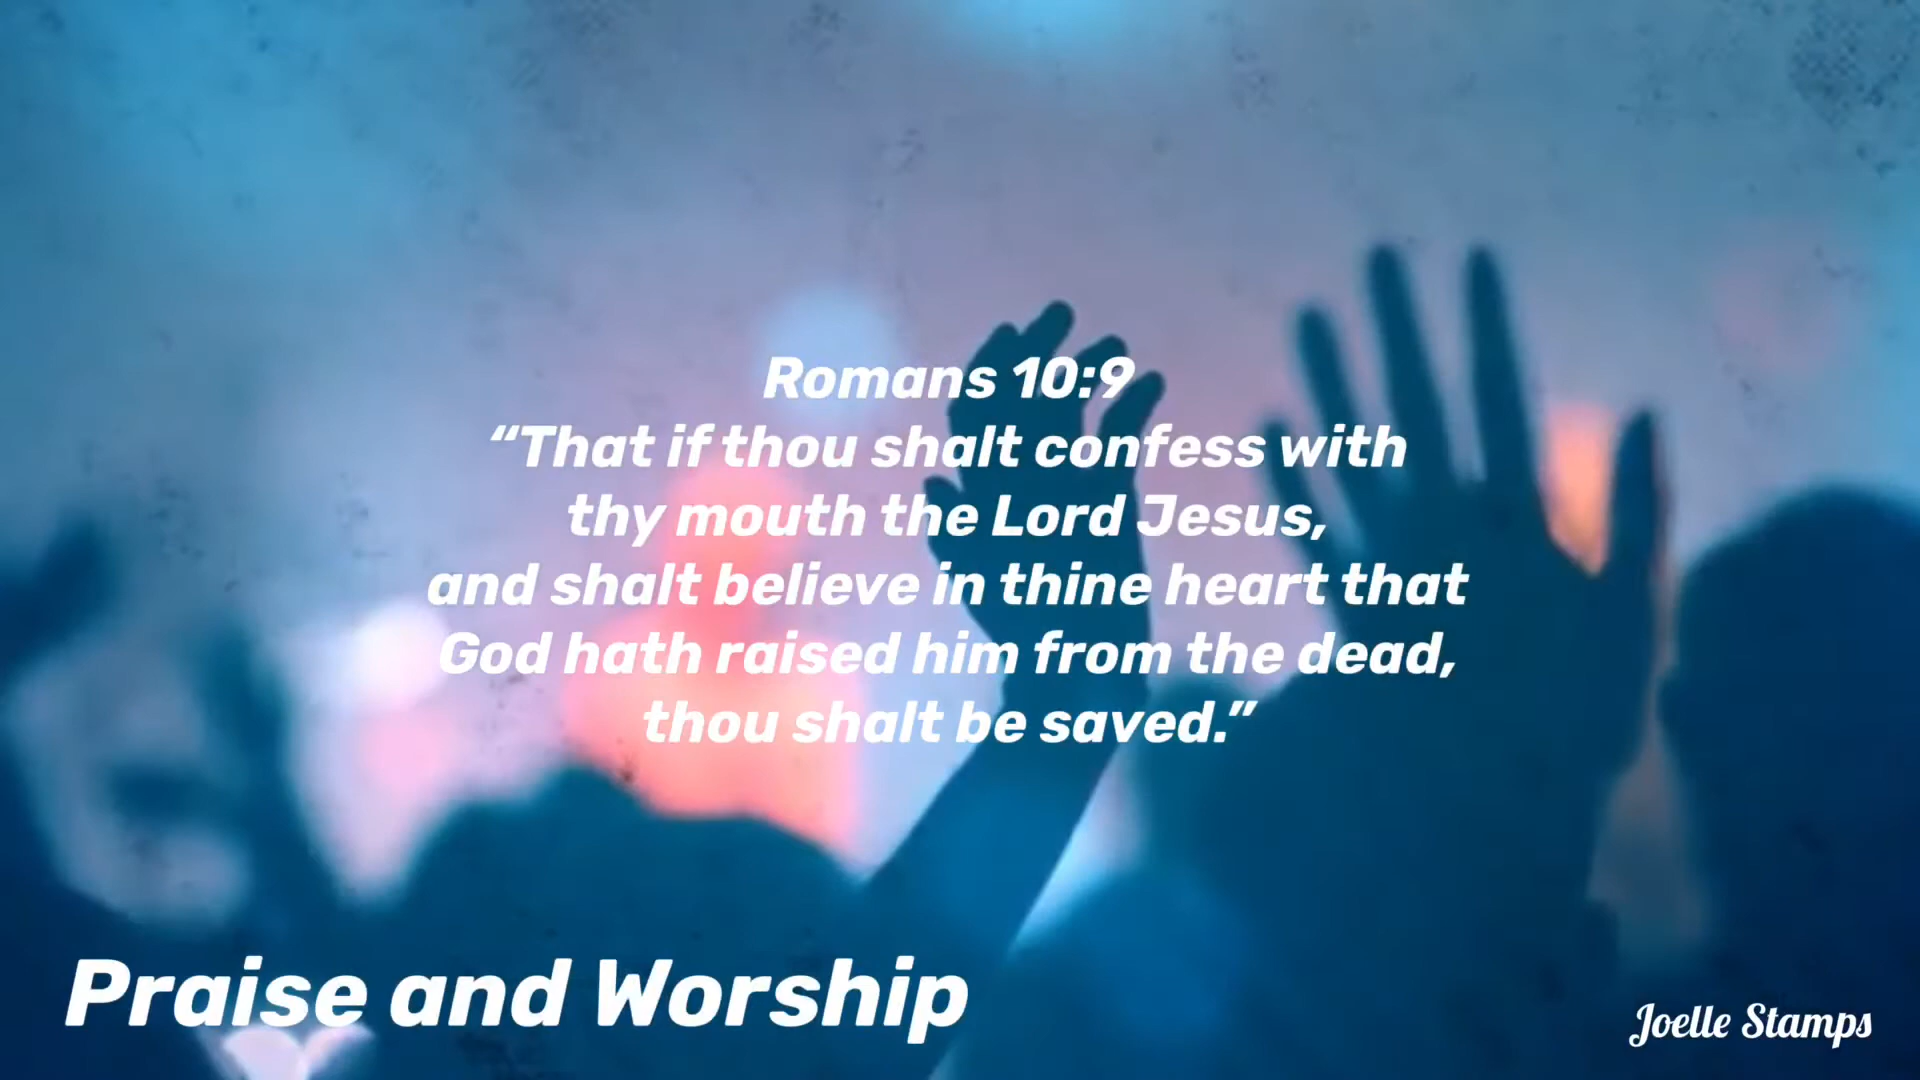 Romans 10:9
“That if thou shalt confess with
thy mouth the Lord Jesus,
and shalt believe in thine heart that
God hath raised him from the dead,
thou shalt be saved.”
Praise and Worship
Joelle Stamps